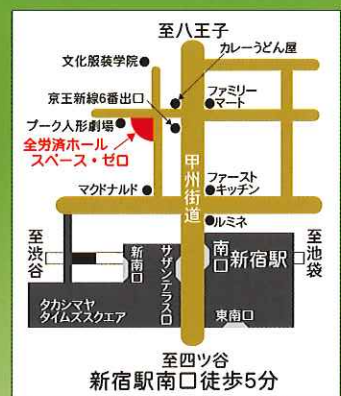 至八王子
カレーうどん屋
文化服装学院
京王新線6番出口
ファミリー
マート
プーク人形劇場
全労済ホール
スペース・ゼロ
甲州街道
マクドナルド
ファースト
キッチン
ルミネ
至渋谷
新南口
サザンテラス口
南口
新宿駅
至池袋
タカシマヤ
タイムズスクエア
東南口
至四ツ谷
新宿駅南口徒歩5分